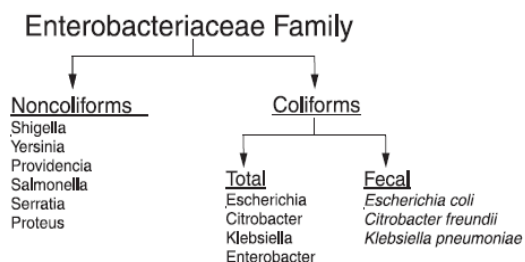 Enterobacteriaceae Family
Noncoliforms
Shigella
Yersinia
Providencia
Salmonella
Serratia
Proteus
Coliforms
Total
Escherichia
Citrobacter
Klebsiella
Enterobacter
Fecal
Escherichia coli
Citrobacter freundii
Klebsiella pneumoniae